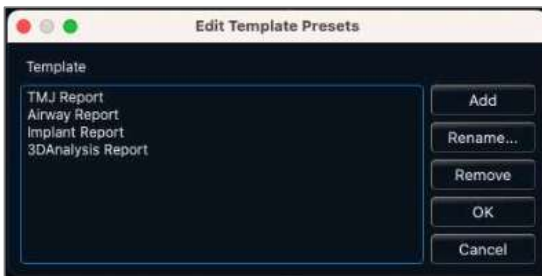 Edit Template Presets
Template
TMJ Report
Airway Report
Implant Report
3DAnalysis Report
Add
Rename...
Remove
OK
Cancel